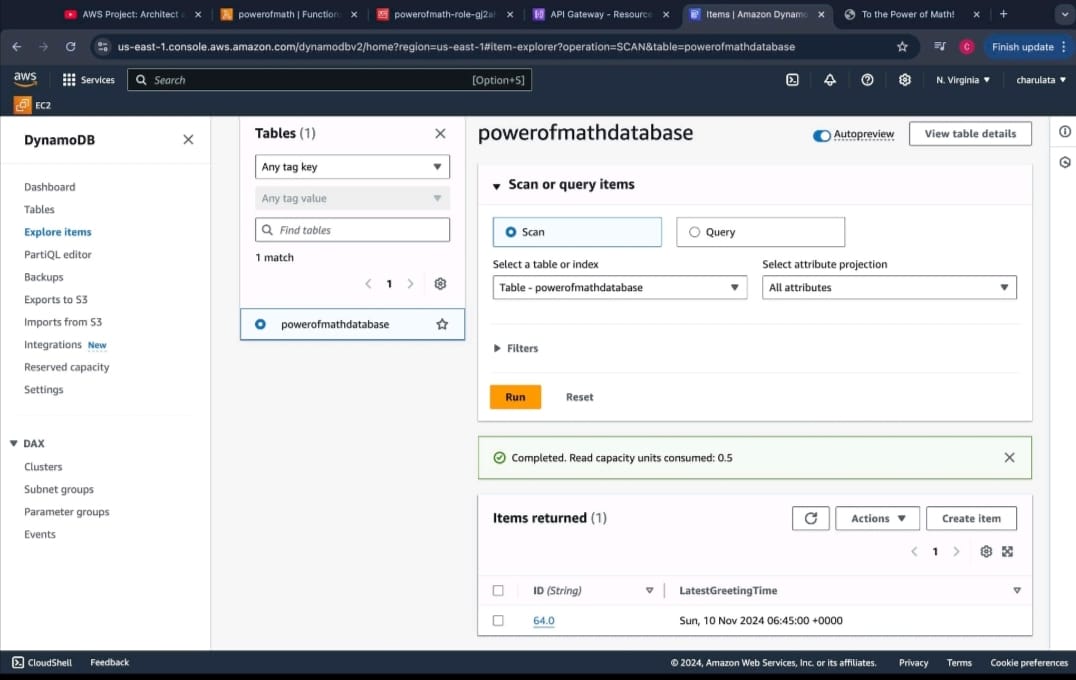 AWS Project: Architect a
powerofmath | Function
powerofmath-role-gj2a
API Gateway - Resource
Items | Amazon Dynamo
To the Power of Math!
us-east-1.console.aws.amazon.com/dynamodbv2/home?region=us-east-1#item-explorer?operation=SCAN&table=powerofmathdatabase
C
Finish update
aws
Services
Search
[Option+S]
N. Virginia
charulata
EC2
DynamoDB
Dashboard
Tables
Explore items
PartiQL editor
Backups
Exports to S3
Imports from S3
Integrations New
Reserved capacity
Settings
DAX
Clusters
Subnet groups
Parameter groups
Events
Tables (1)
Any tag key
Any tag value
Find tables
1 match
1
powerofmathdatabase
powerofmathdatabase
Autopreview
View table details
Scan or query items
Scan
Query
Select a table or index
Select attribute projection
Table - powerofmathdatabase
All attributes
Filters
Run
Reset
Completed. Read capacity units consumed: 0.5
Items returned (1)
Actions
Create item
1
ID (String)
LatestGreetingTime
64.0
Sun, 10 Nov 2024 06:45:00 +0000
CloudShell
Feedback
© 2024, Amazon Web Services, Inc. or its affiliates.
Privacy
Terms
Cookie preferences